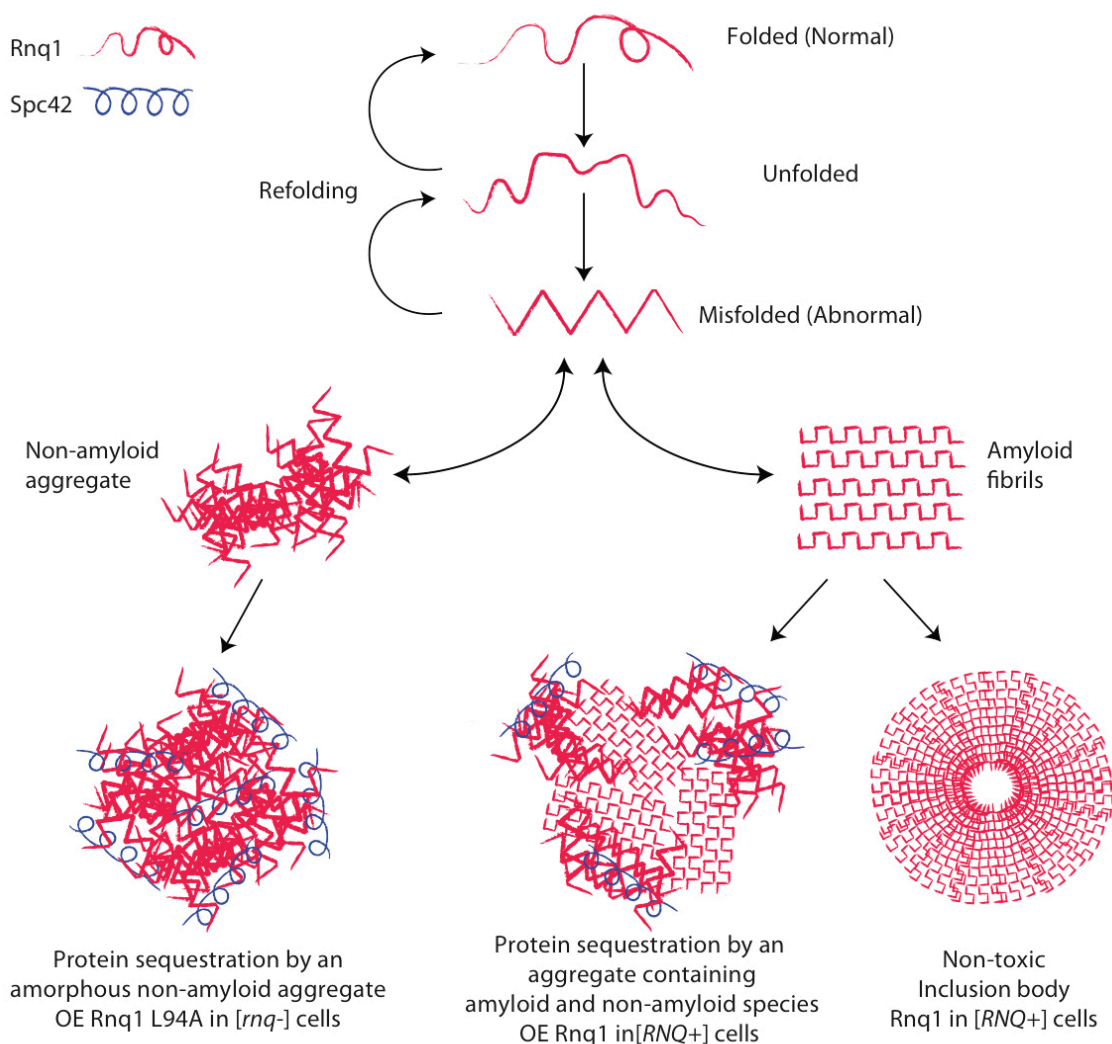 Rnq1
Spc42
Folded (Normal)
Unfolded
Refolding
Misfolded (Abnormal)
Non-amyloid
aggregate
Amyloid
fibrils
Protein sequestration by an
amorphous non-amyloid aggregate
OE Rnq1 L94A in [rnq-] cells
Protein sequestration by an
aggregate containing
amyloid and non-amyloid species
OE Rnq1 in[RNQ+] cells
Non-toxic
Inclusion body
Rnq1 in [RNQ+] cells